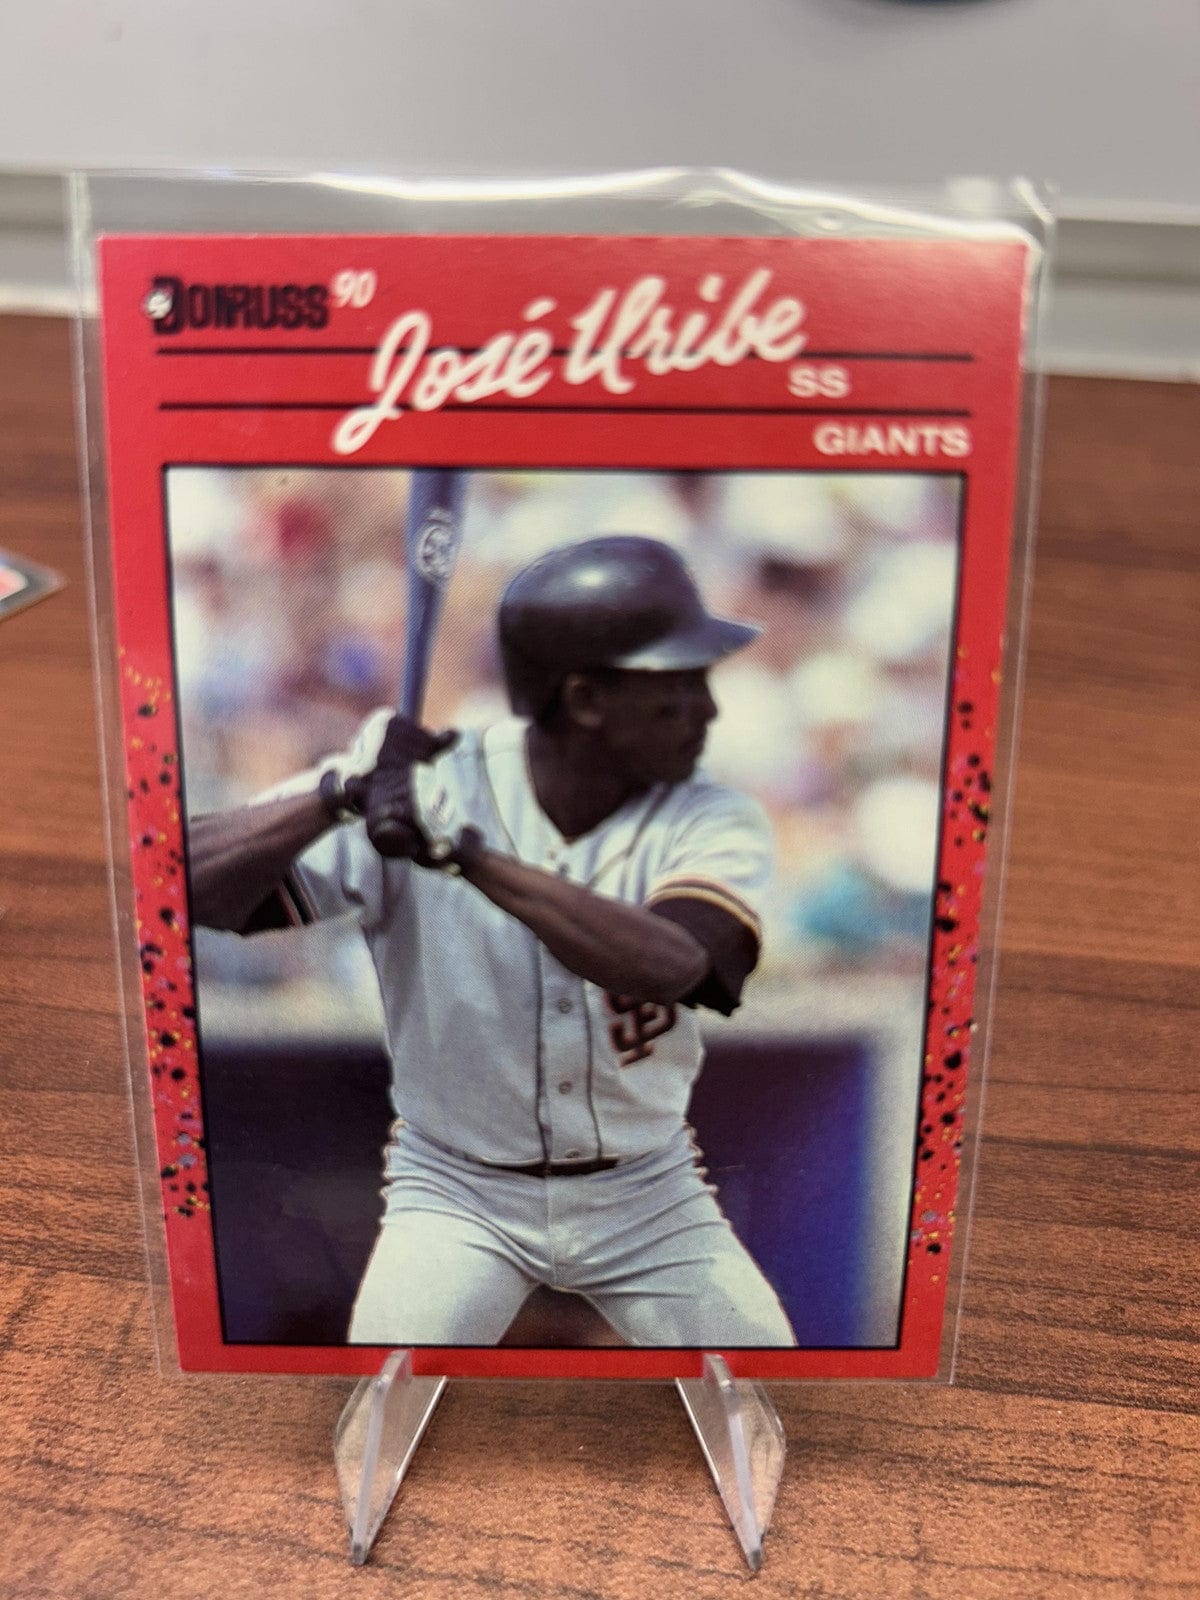 DONRUSS '90
José Uribe
SS
GIANTS
SF